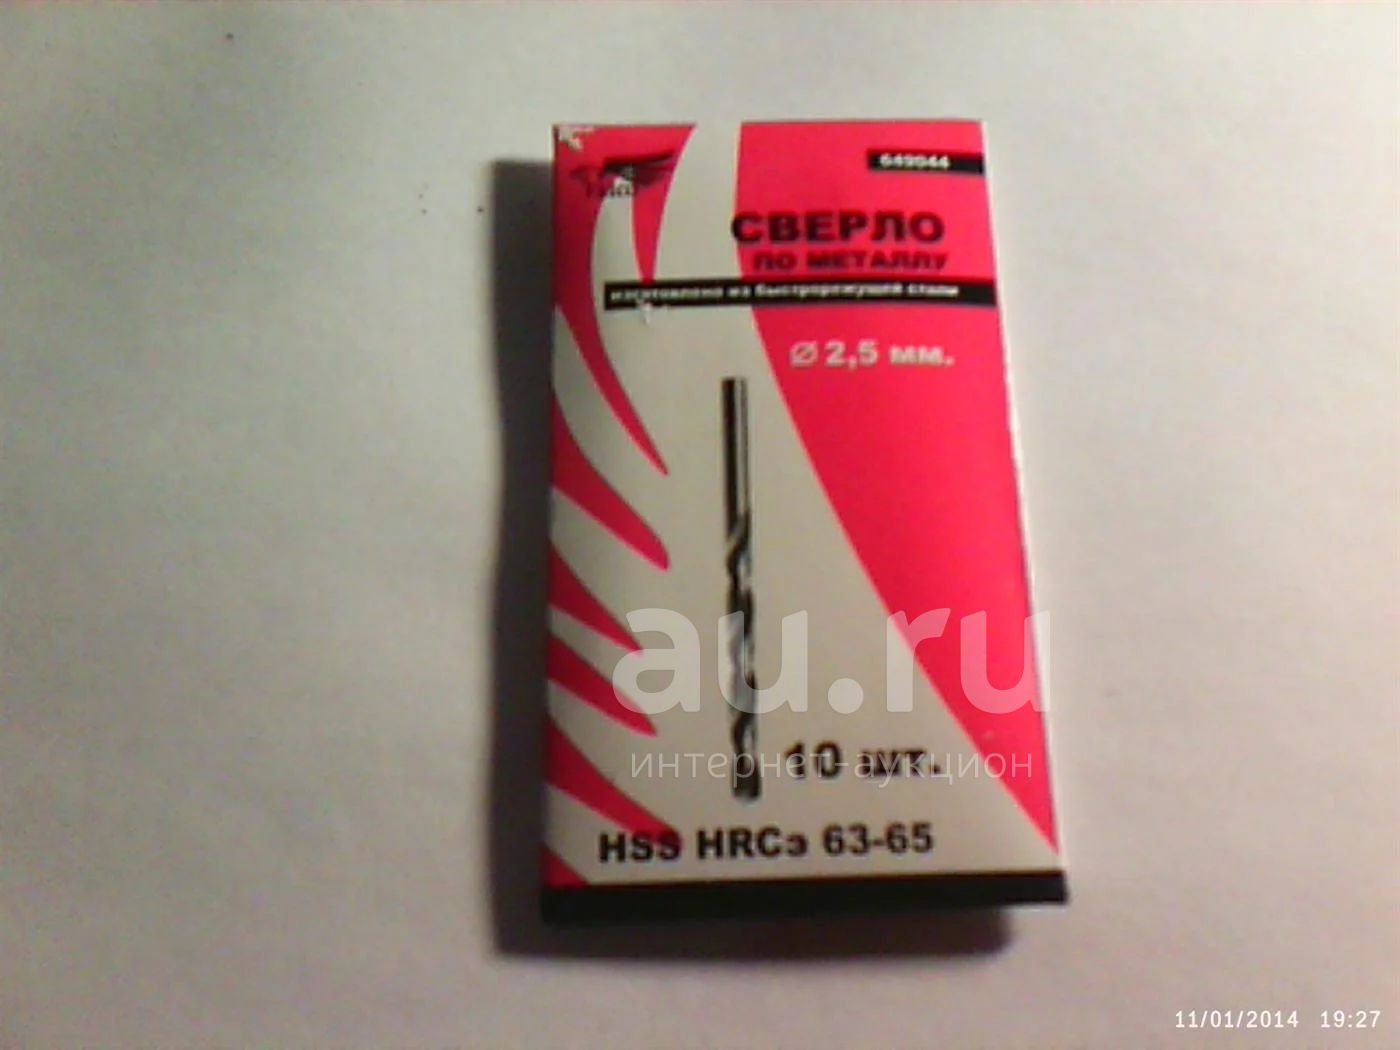 649044
СВЕРЛО
ПО МЕТАЛЛУ
изготовлено из быстрорежущей стали
Ø 2,5 мм.
au.ru
интернет-аукцион
10 шт.
HSS HRCэ 63-65
11/01/2014 19:27